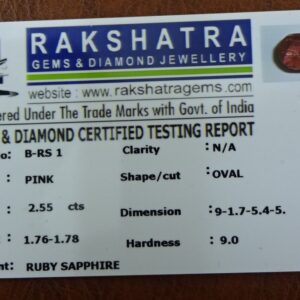 RAKSHATRA
GEMS & DIAMOND JEWELLERY
website : www.rakshatragems.com
ered Under The Trade Marks with Govt. of India
& DIAMOND CERTIFIED TESTING REPORT
o: B-RS 1 Clarity : N/A
: PINK Shape/cut : OVAL
: 2.55 cts Dimension : 9-1.7-5.4-5.
: 1.76-1.78 Hardness : 9.0
nt: RUBY SAPPHIRE